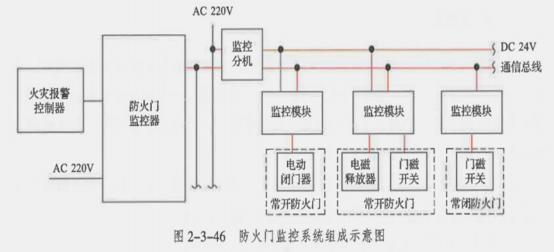 AC 220V
监控
分机
DC 24V
通信总线
火灾报警
控制器
防火门
监控器
AC 220V
监控模块
监控模块
监控模块
电动
闭门器
电磁
释放器
门磁
开关
门磁
开关
常开防火门
常开防火门
常闭防火门
图 2-3-46 防火门监控系统组成示意图